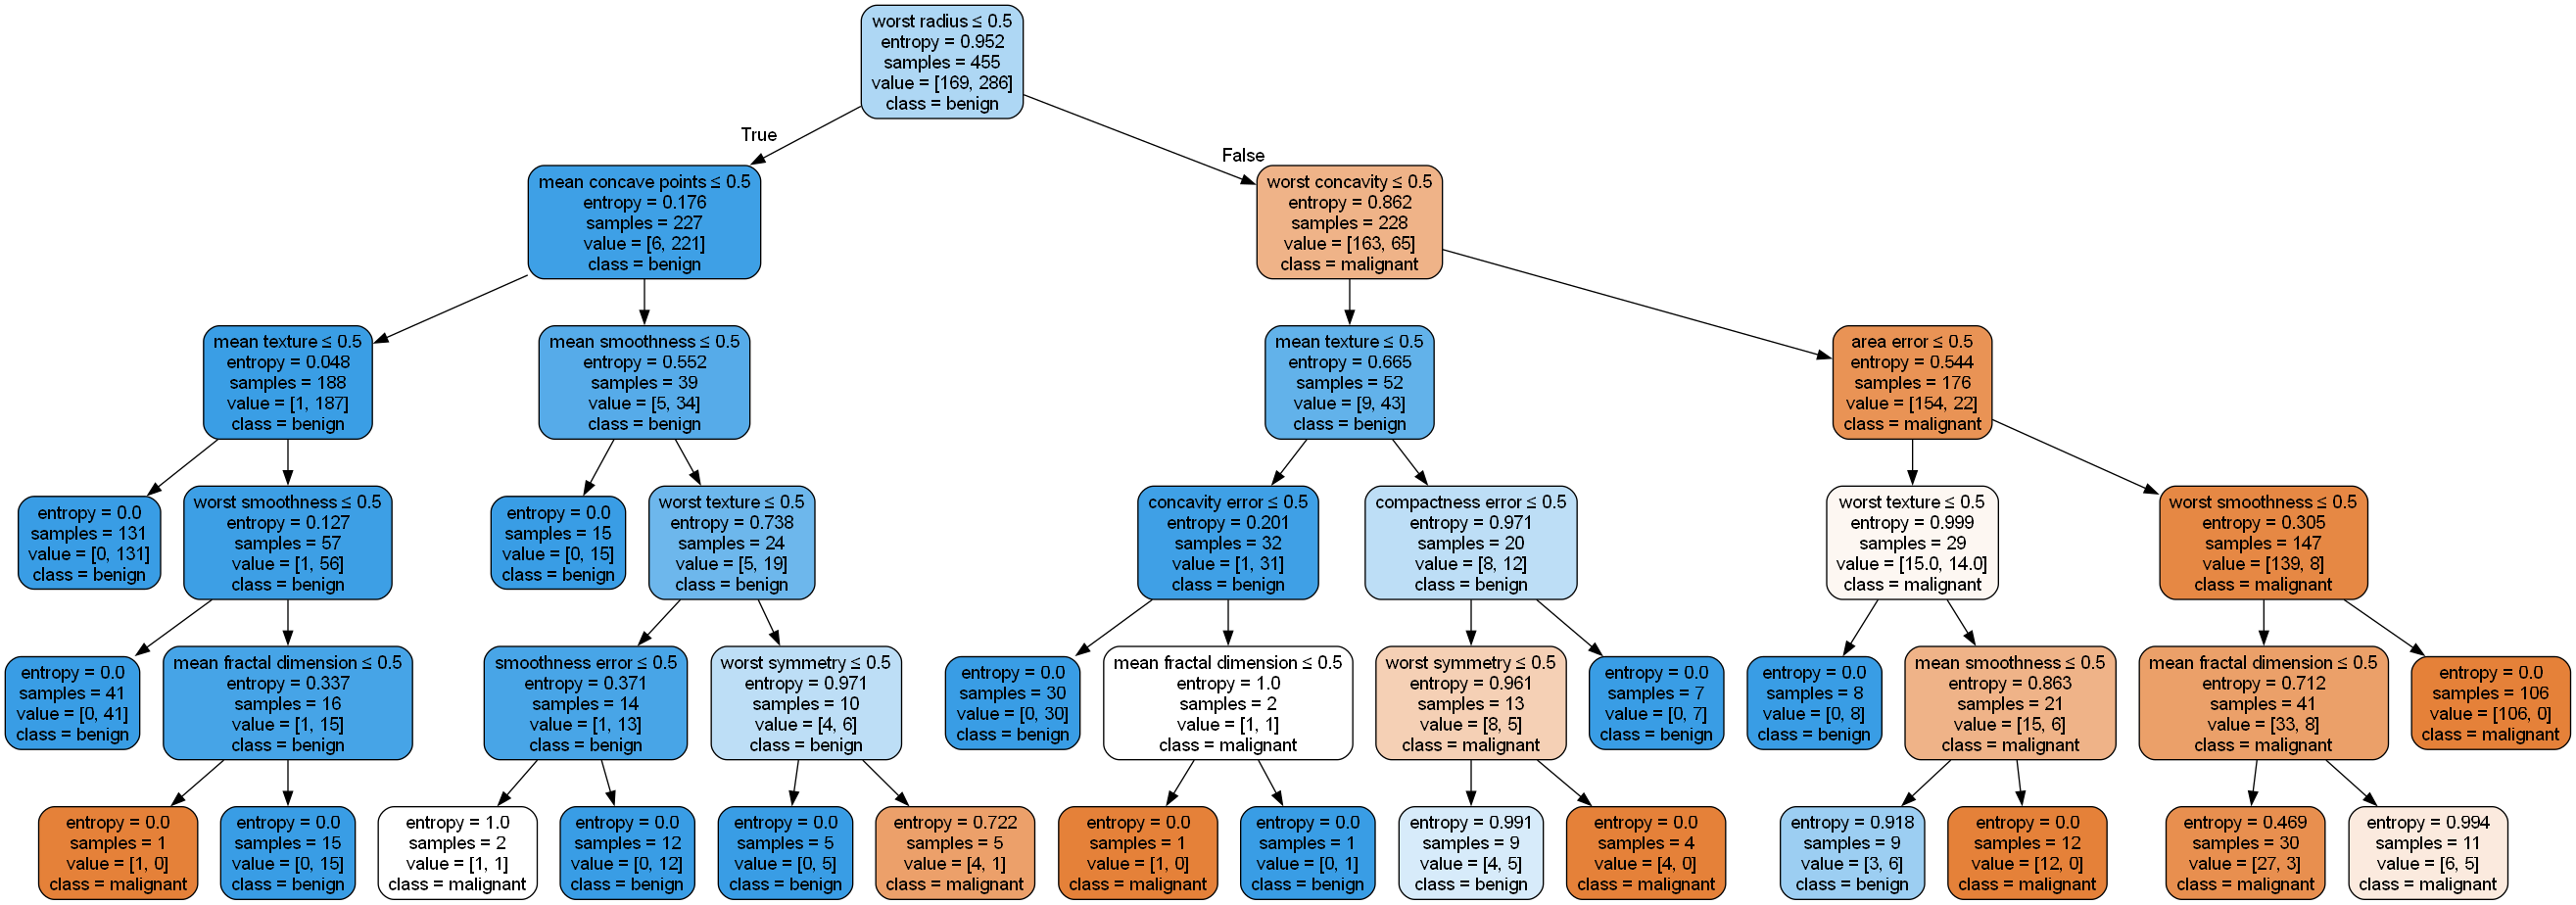 worst radius ≤ 0.5
entropy = 0.952
samples = 455
value = [169, 286]
class = benign
True
False
mean concave points ≤ 0.5
entropy = 0.176
samples = 227
value = [6, 221]
class = benign
worst concavity ≤ 0.5
entropy = 0.862
samples = 228
value = [163, 65]
class = malignant
mean texture ≤ 0.5
entropy = 0.048
samples = 188
value = [1, 187]
class = benign
mean smoothness ≤ 0.5
entropy = 0.552
samples = 39
value = [5, 34]
class = benign
mean texture ≤ 0.5
entropy = 0.665
samples = 52
value = [9, 43]
class = benign
area error ≤ 0.5
entropy = 0.544
samples = 176
value = [154, 22]
class = malignant
entropy = 0.0
samples = 131
value = [0, 131]
class = benign
worst smoothness ≤ 0.5
entropy = 0.127
samples = 57
value = [1, 56]
class = benign
entropy = 0.0
samples = 15
value = [0, 15]
class = benign
worst texture ≤ 0.5
entropy = 0.738
samples = 24
value = [5, 19]
class = benign
concavity error ≤ 0.5
entropy = 0.201
samples = 32
value = [1, 31]
class = benign
compactness error ≤ 0.5
entropy = 0.971
samples = 20
value = [8, 12]
class = benign
worst texture ≤ 0.5
entropy = 0.999
samples = 29
value = [15.0, 14.0]
class = malignant
worst smoothness ≤ 0.5
entropy = 0.305
samples = 147
value = [139, 8]
class = malignant
entropy = 0.0
samples = 41
value = [0, 41]
class = benign
mean fractal dimension ≤ 0.5
entropy = 0.337
samples = 16
value = [1, 15]
class = benign
smoothness error ≤ 0.5
entropy = 0.371
samples = 14
value = [1, 13]
class = benign
worst symmetry ≤ 0.5
entropy = 0.971
samples = 10
value = [4, 6]
class = benign
entropy = 0.0
samples = 30
value = [0, 30]
class = benign
mean fractal dimension ≤ 0.5
entropy = 1.0
samples = 2
value = [1, 1]
class = malignant
worst symmetry ≤ 0.5
entropy = 0.961
samples = 13
value = [8, 5]
class = malignant
entropy = 0.0
samples = 7
value = [0, 7]
class = benign
entropy = 0.0
samples = 8
value = [0, 8]
class = benign
mean smoothness ≤ 0.5
entropy = 0.863
samples = 21
value = [15, 6]
class = malignant
mean fractal dimension ≤ 0.5
entropy = 0.712
samples = 41
value = [33, 8]
class = malignant
entropy = 0.0
samples = 106
value = [106, 0]
class = malignant
entropy = 0.0
samples = 1
value = [1, 0]
class = malignant
entropy = 0.0
samples = 15
value = [0, 15]
class = benign
entropy = 1.0
samples = 2
value = [1, 1]
class = malignant
entropy = 0.0
samples = 12
value = [0, 12]
class = benign
entropy = 0.0
samples = 5
value = [0, 5]
class = benign
entropy = 0.722
samples = 5
value = [4, 1]
class = malignant
entropy = 0.0
samples = 1
value = [1, 0]
class = malignant
entropy = 0.0
samples = 1
value = [0, 1]
class = benign
entropy = 0.991
samples = 9
value = [4, 5]
class = benign
entropy = 0.0
samples = 4
value = [4, 0]
class = malignant
entropy = 0.918
samples = 9
value = [3, 6]
class = benign
entropy = 0.0
samples = 12
value = [12, 0]
class = malignant
entropy = 0.469
samples = 30
value = [27, 3]
class = malignant
entropy = 0.994
samples = 11
value = [6, 5]
class = malignant